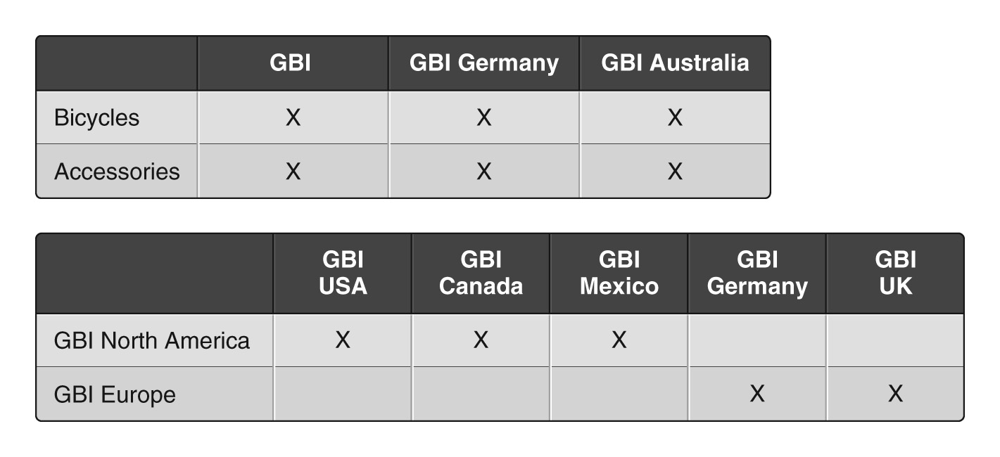 GBI GBI Germany GBI Australia
Bicycles X X X
Accessories X X X
GBI GBI GBI GBI GBI
USA Canada Mexico Germany UK
GBI North America X X X
GBI Europe X X